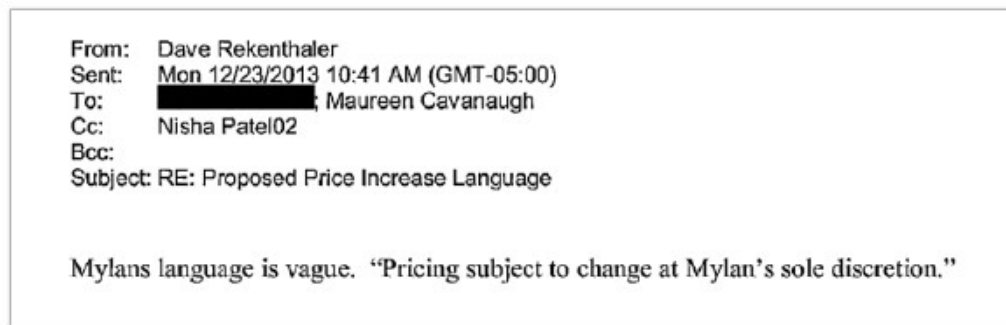 From: Dave Rekenthaler
Sent: Mon 12/23/2013 10:41 AM (GMT-05:00)
To: ; Maureen Cavanaugh
Cc: Nisha Patel02
Bcc:
Subject: RE: Proposed Price Increase Language
Mylans language is vague. “Pricing subject to change at Mylan’s sole discretion.”